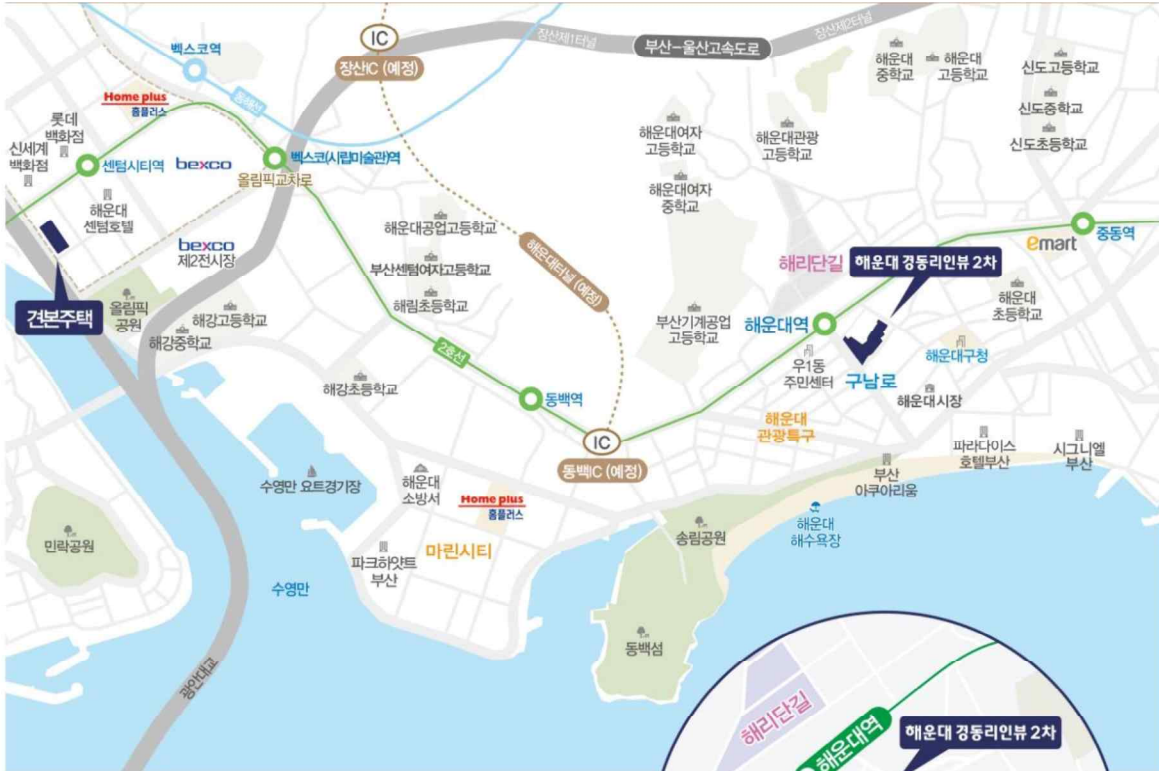 IC
장산제1터널
부산-울산고속도로
장산제2터널
벡스코역
장산IC (예정)
해운대
중학교
해운대
고등학교
신도고등학교
신도중학교
신도초등학교
동해선
Home plus
홈플러스
롯데
백화점
신세계
백화점
센텀시티역
bexco
벡스코(시립미술관)역
올림픽교차로
해운대여자
고등학교
해운대관광
고등학교
해운대여자
중학교
해운대
센텀호텔
bexco
제2전시장
해운대공업고등학교
부산센텀여자고등학교
해림초등학교
해운대터널 (예정)
emart
중동역
해리단길
해운대 경동리인뷰 2차
견본주택
올림픽
공원
해강고등학교
해강중학교
부산기계공업
고등학교
해운대역
해운대
초등학교
2호선
해강초등학교
우1동
주민센터
구남로
해운대구청
해운대시장
동백역
IC
동백IC (예정)
해운대
관광특구
파라다이스
호텔부산
시그니엘
부산
부산
아쿠아리움
수영만 요트경기장
해운대
소방서
Home plus
홈플러스
송림공원
해운대
해수욕장
민락공원
파크하얏트
부산
마린시티
수영만
동백섬
광안대교
해리단길
해운대역
해운대 경동리인뷰 2차